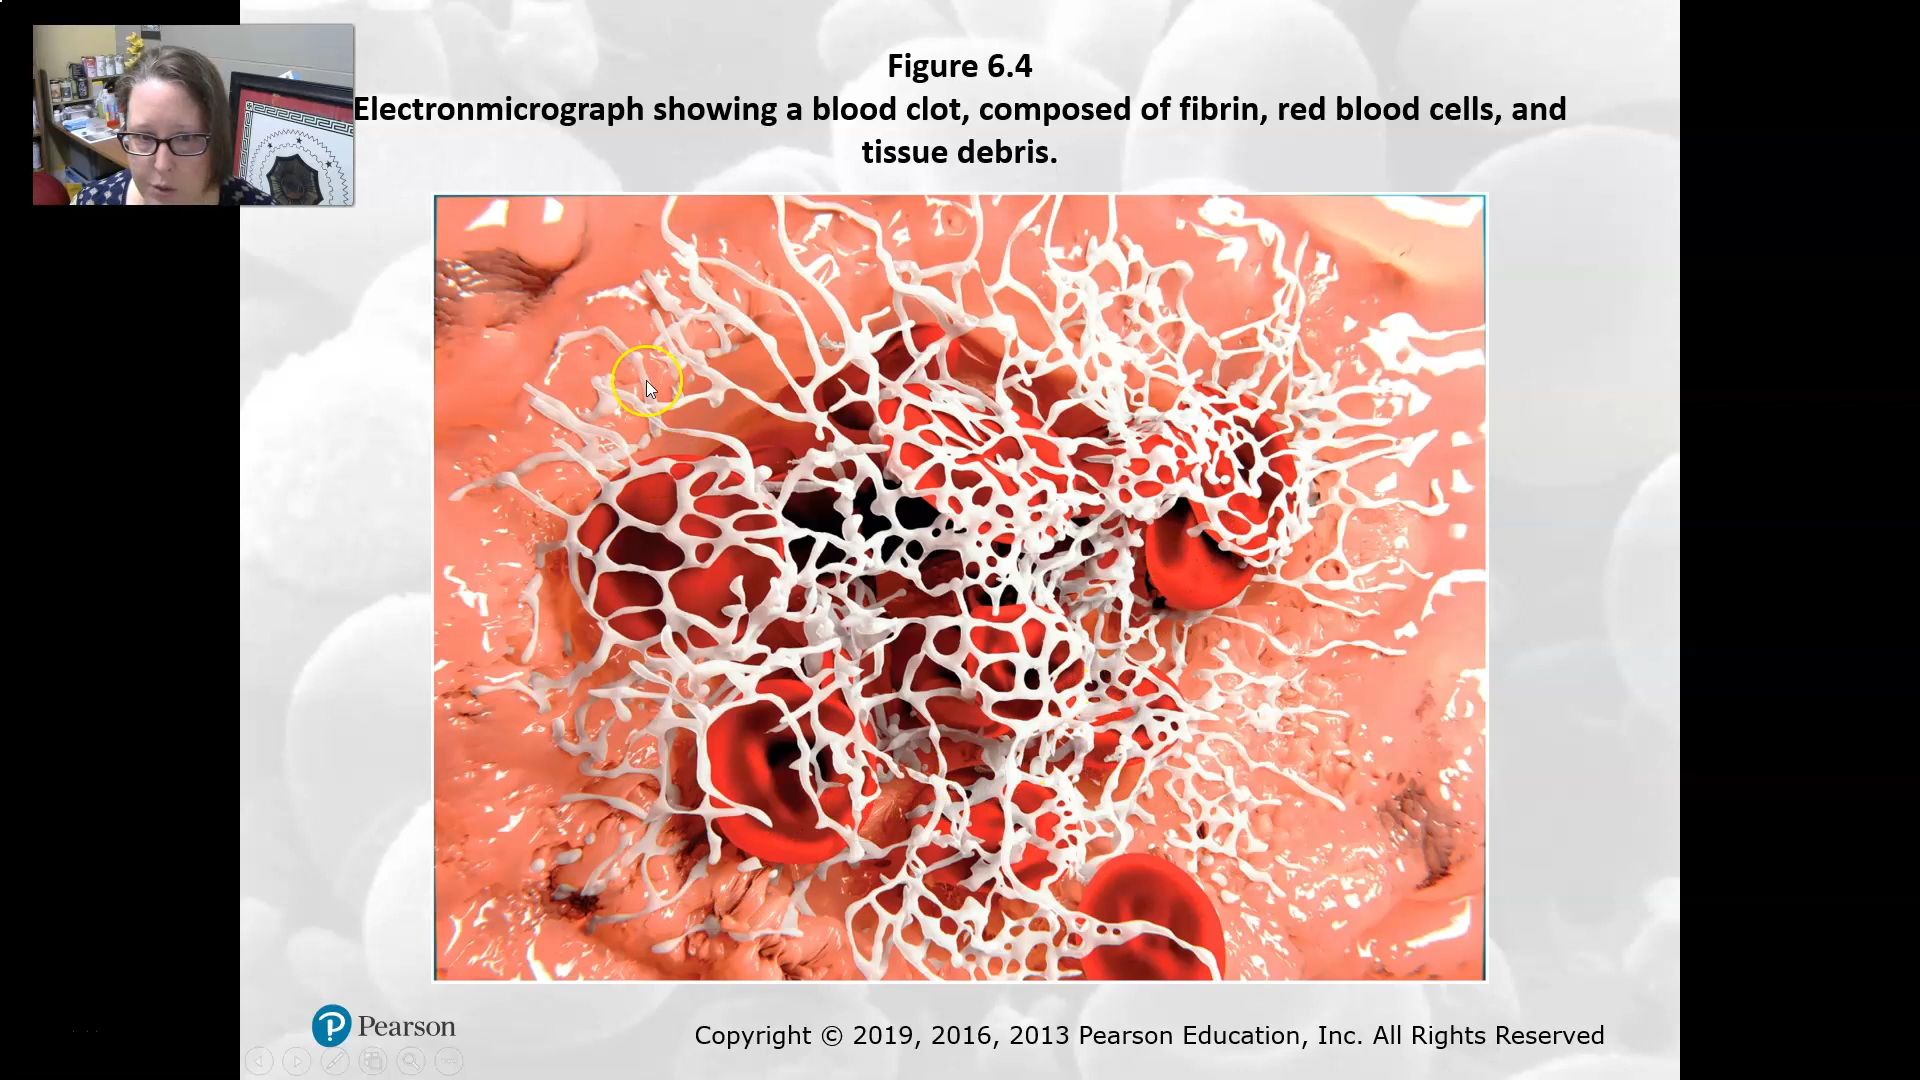 Figure 6.4
Electronmicrograph showing a blood clot, composed of fibrin, red blood cells, and
tissue debris.
Pearson
Copyright © 2019, 2016, 2013 Pearson Education, Inc. All Rights Reserved